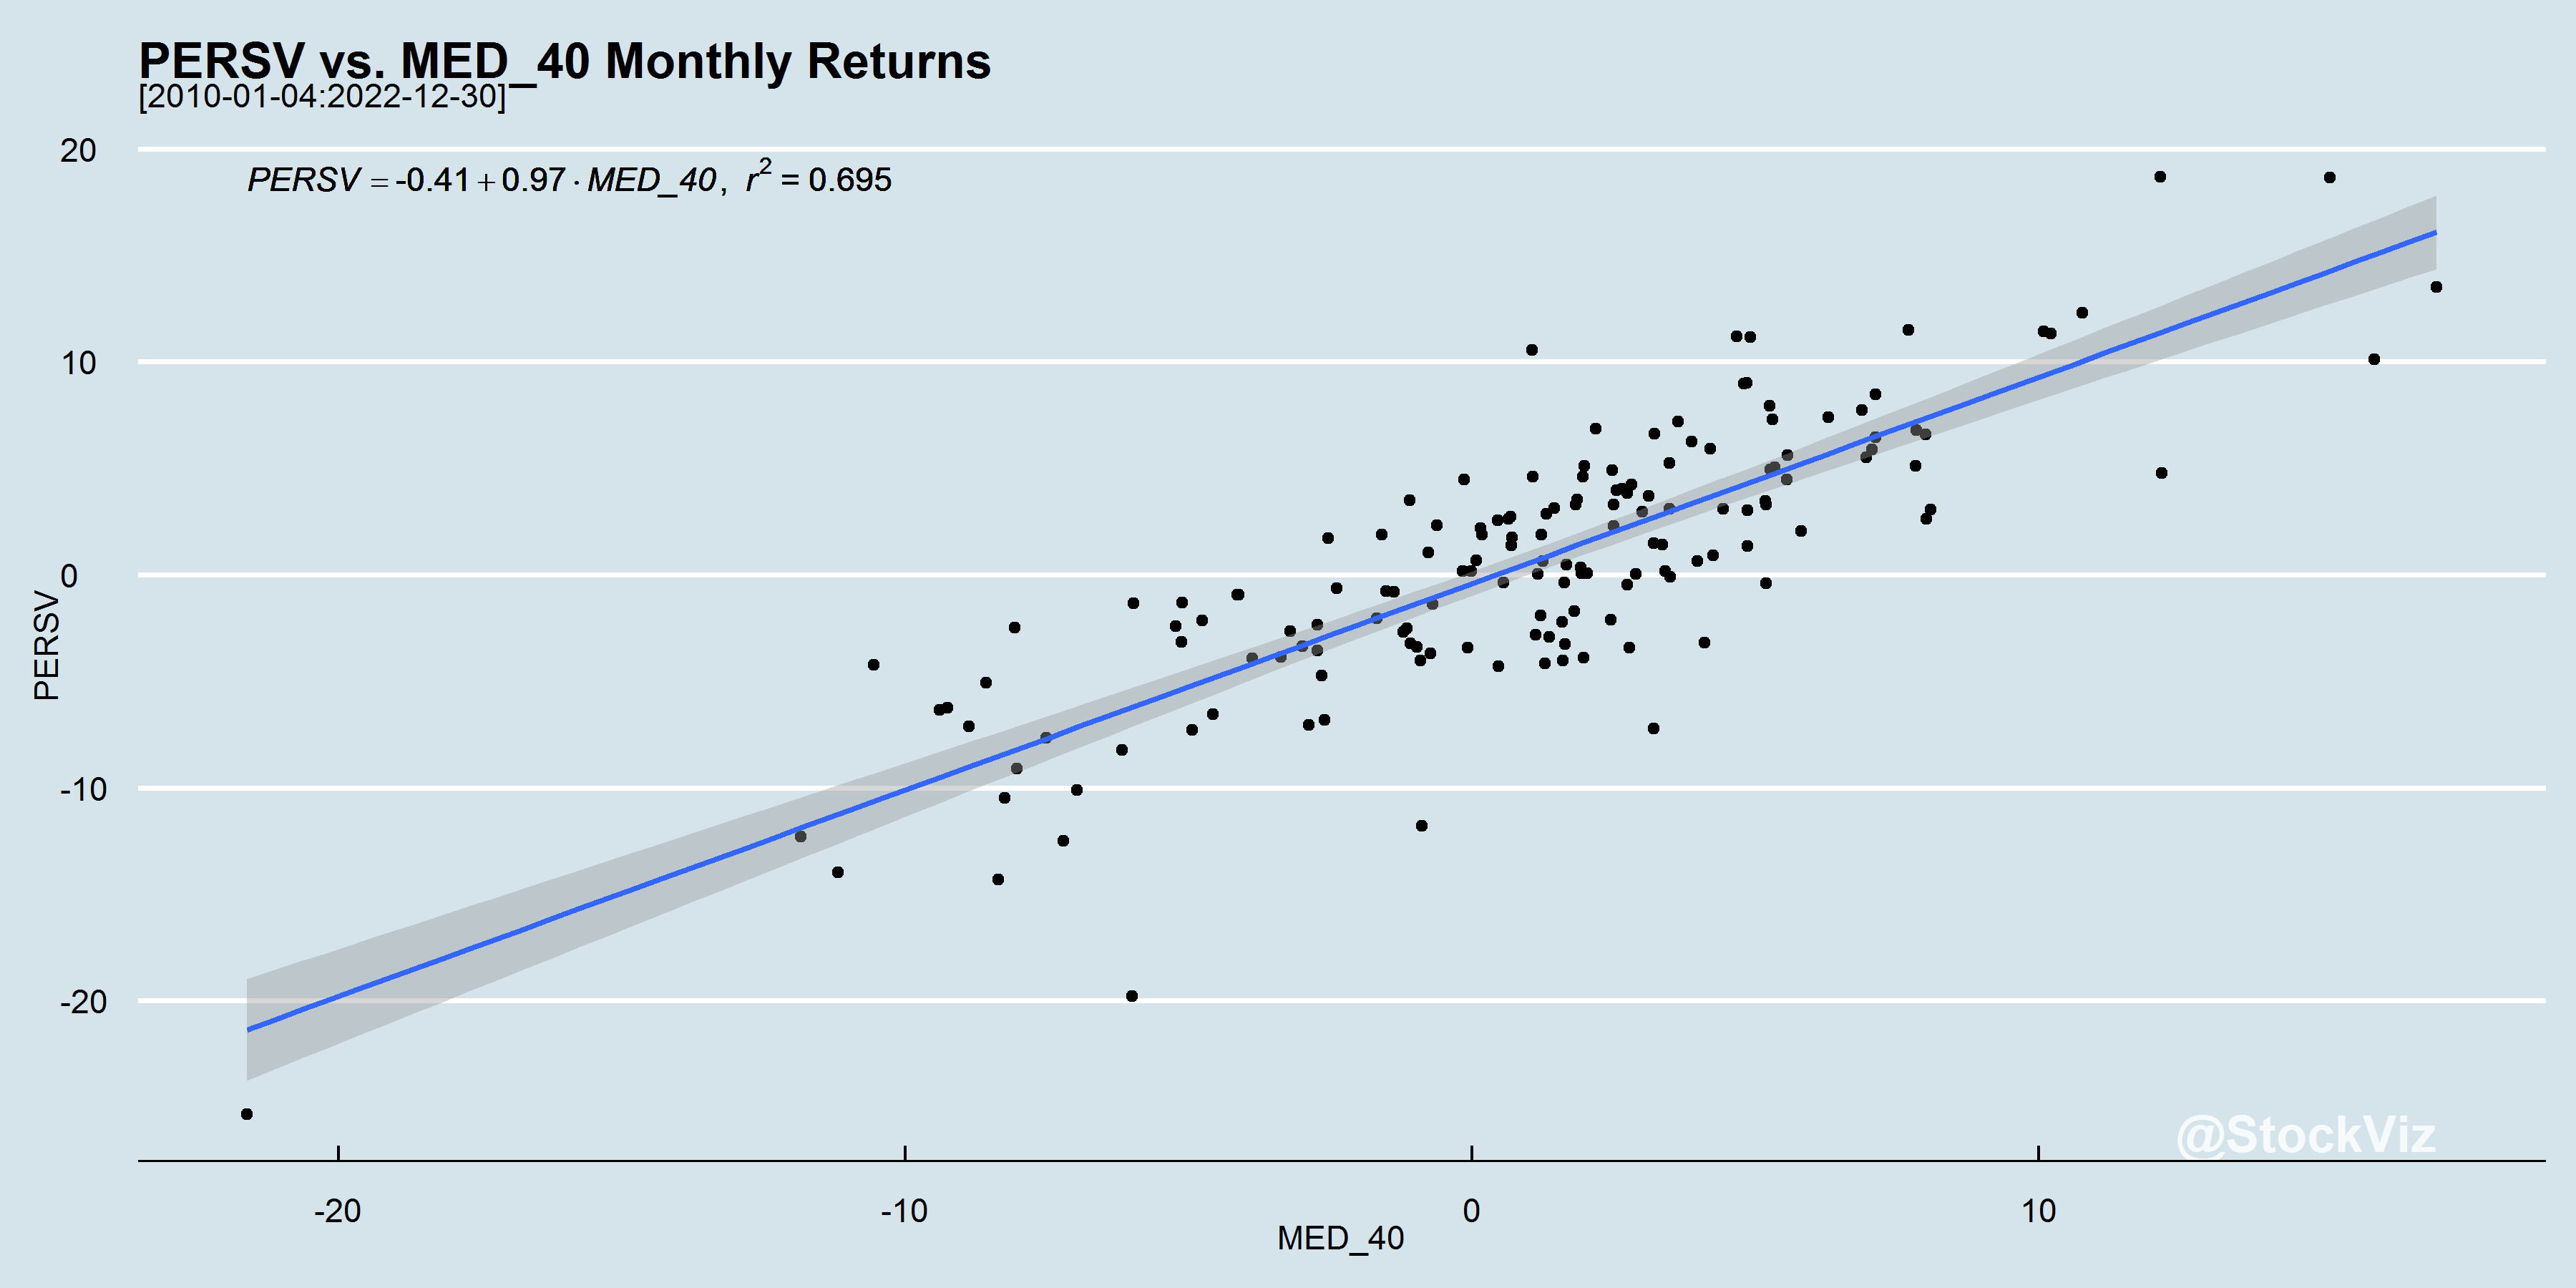 PERSV vs. MED_40 Monthly Returns
[2010-01-04:2022-12-30]
20
PERSV = -0.41 + 0.97 · MED_40, r² = 0.695
10
0
PERSV
-10
-20
@StockViz
-20 -10 0 10
MED_40